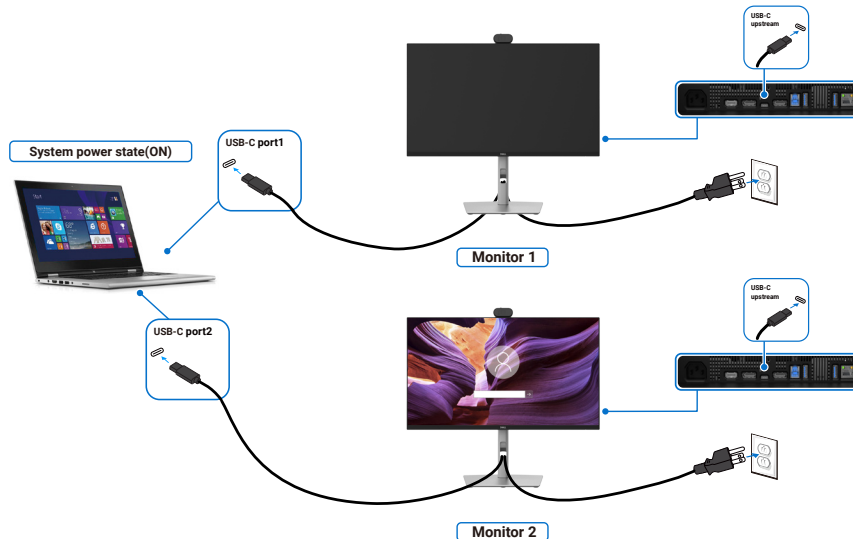 USB-C
upstream
System power state(ON)
USB-C port1
Monitor 1
USB-C port2
USB-C
upstream
Monitor 2